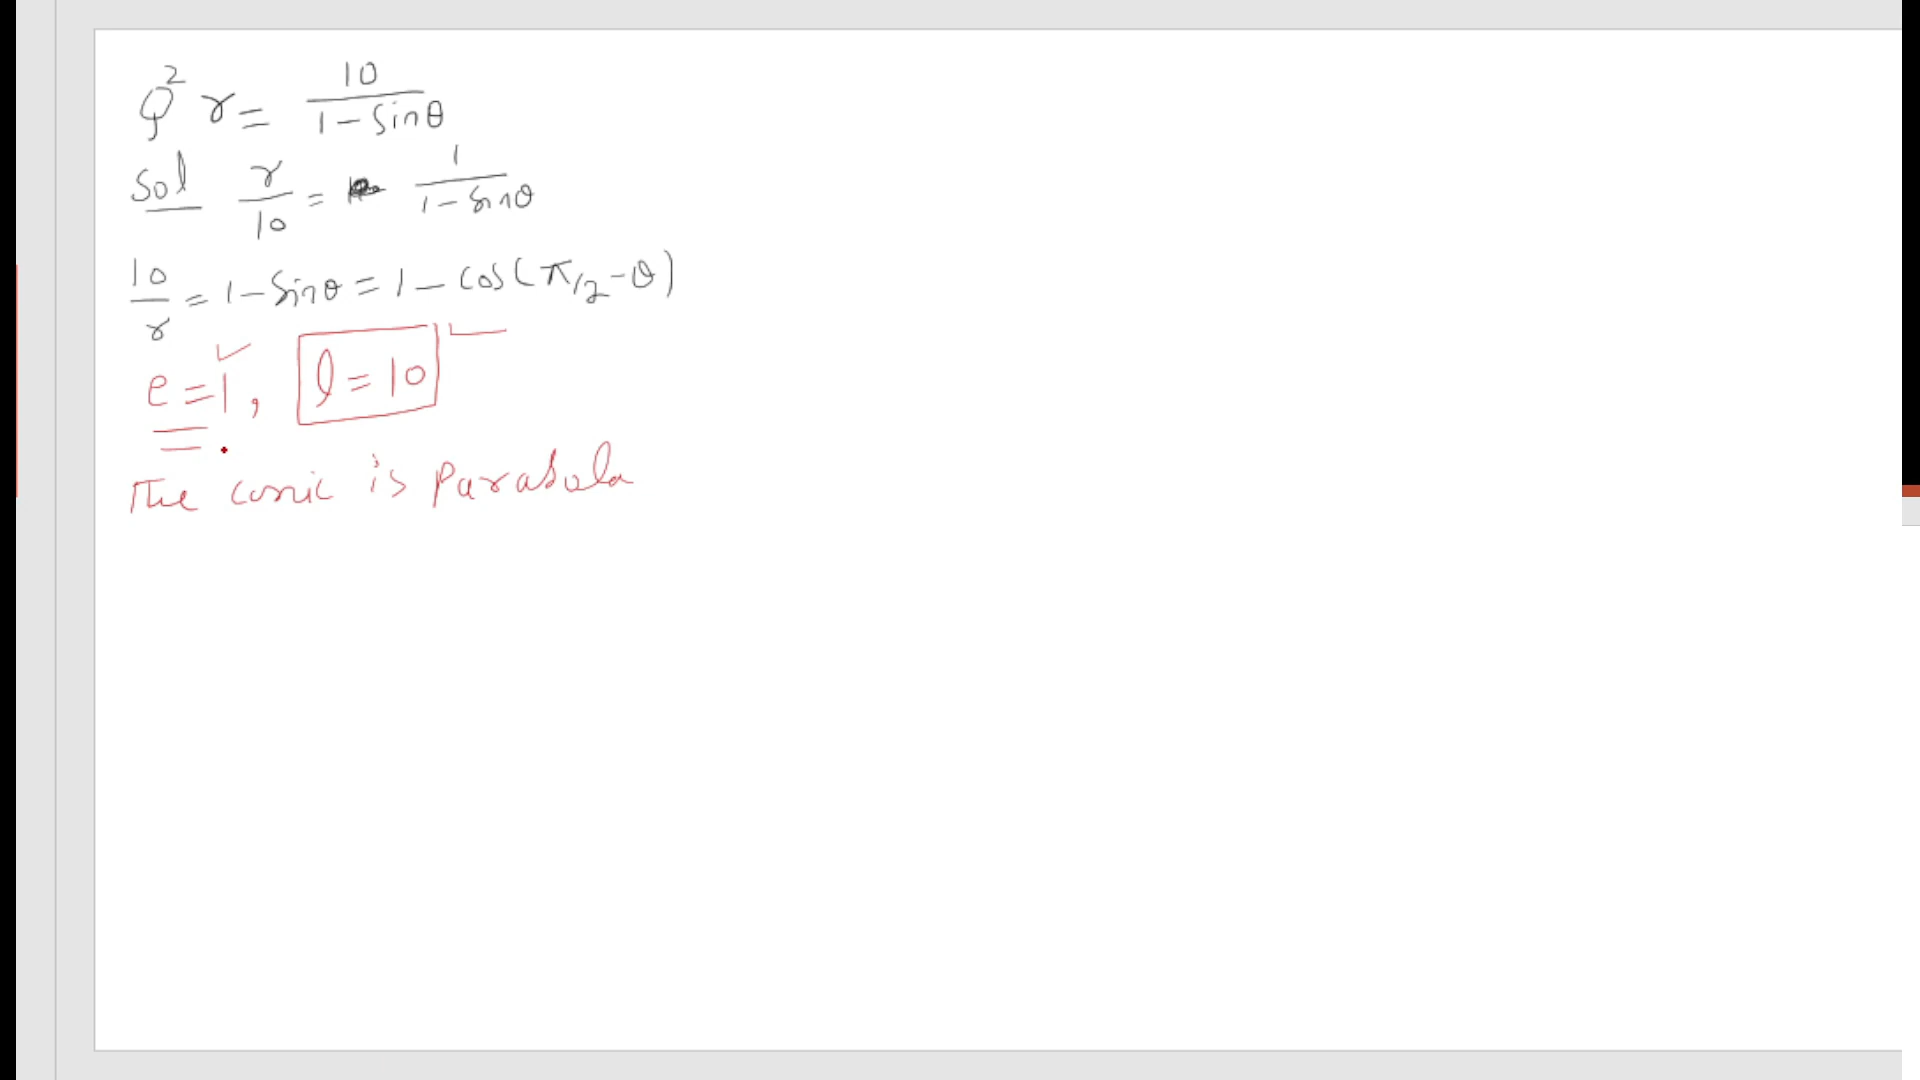 Q² r = 10/(1 - Sinθ)
Sol r/10 = 1/(1 - Sinθ)
10/r = 1 - Sinθ = 1 - Cos(π/2 - θ)
e = 1, l = 10
The conic is Parabola